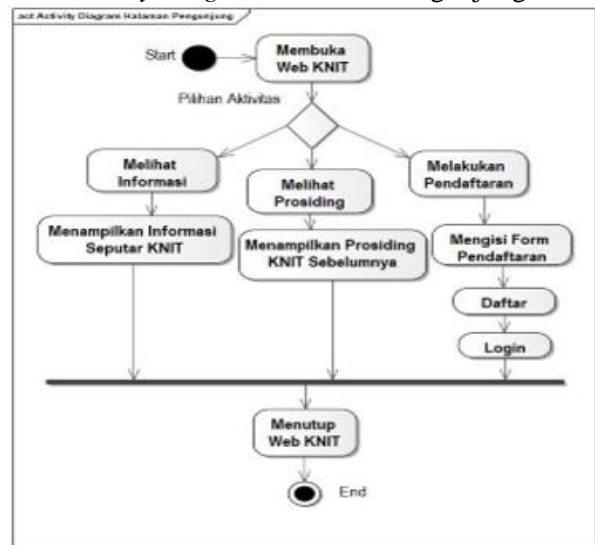 act Activity Diagram Halaman Pengunjung
Start
Membuka
Web KNIT
Pilihan Aktivitas
Melihat
Informasi
Melihat
Prosiding
Melakukan
Pendaftaran
Menampilkan Informasi
Seputar KNIT
Menampilkan Prosiding
KNIT Sebelumnya
Mengisi Form
Pendaftaran
Daftar
Login
Menutup
Web KNIT
End